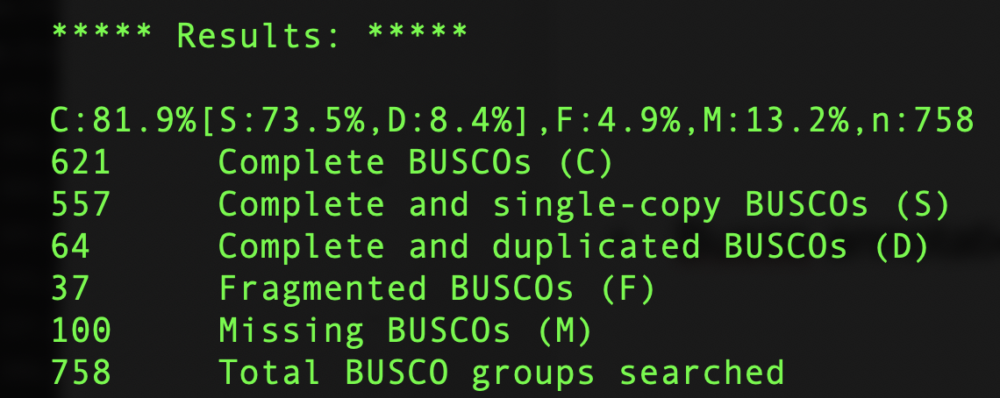 ***** Results: *****
C:81.9%[S:73.5%,D:8.4%],F:4.9%,M:13.2%,n:758
621 Complete BUSCOs (C)
557 Complete and single-copy BUSCOs (S)
64 Complete and duplicated BUSCOs (D)
37 Fragmented BUSCOs (F)
100 Missing BUSCOs (M)
758 Total BUSCO groups searched